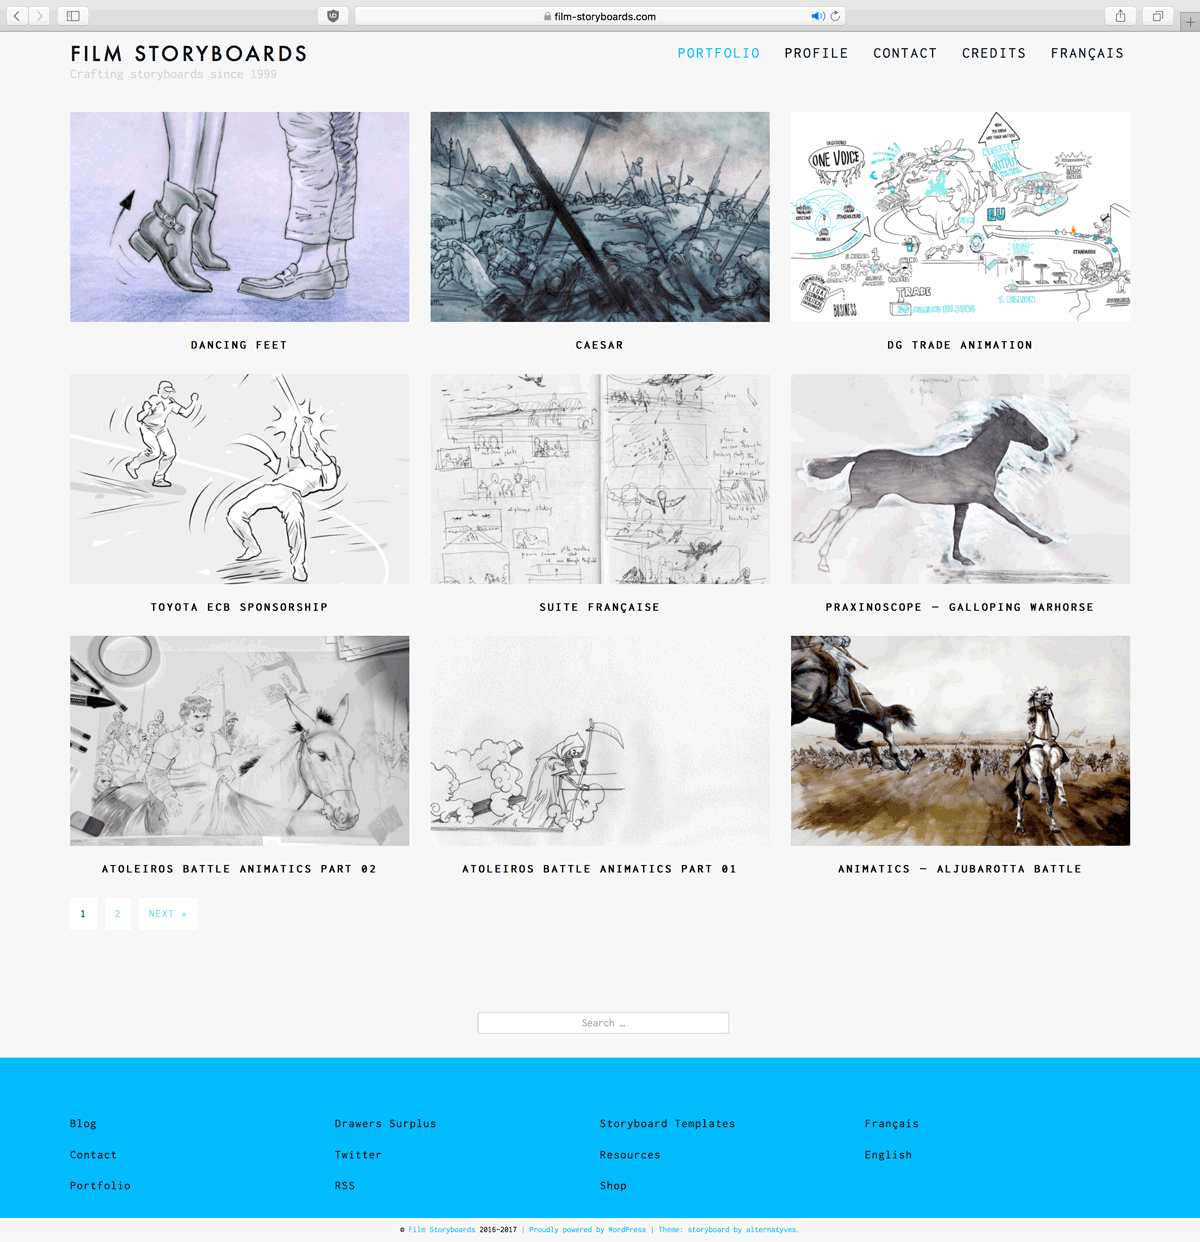 film-storyboards.com
FILM STORYBOARDS
Crafting storyboards since 1999
PORTFOLIO PROFILE CONTACT CREDITS FRANÇAIS
ONE VOICE
EU
STANDARDS
TRADE
BUSINESS
DANCING FEET
CAESAR
DG TRADE ANIMATION
TOYOTA ECB SPONSORSHIP
SUITE FRANÇAISE
PRAXINOSCOPE – GALLOPING WARHORSE
ATOLEIROS BATTLE ANIMATICS PART 02
ATOLEIROS BATTLE ANIMATICS PART 01
ANIMATICS – ALJUBAROTTA BATTLE
1 2 NEXT »
Search …
Blog
Contact
Portfolio
Drawers Surplus
Twitter
RSS
Storyboard Templates
Resources
Shop
Français
English
© Film Storyboards 2016-2017 | Proudly powered by WordPress | Theme: storyboard by alternatyves.